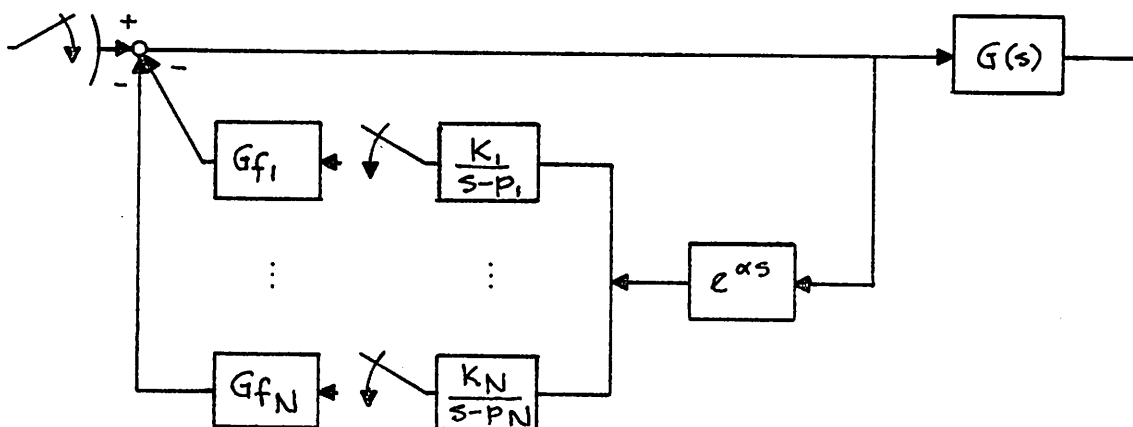 +
-
-
G(s)
Gf1
K1
s-p1
⋮
⋮
e^αs
GfN
KN
s-pN